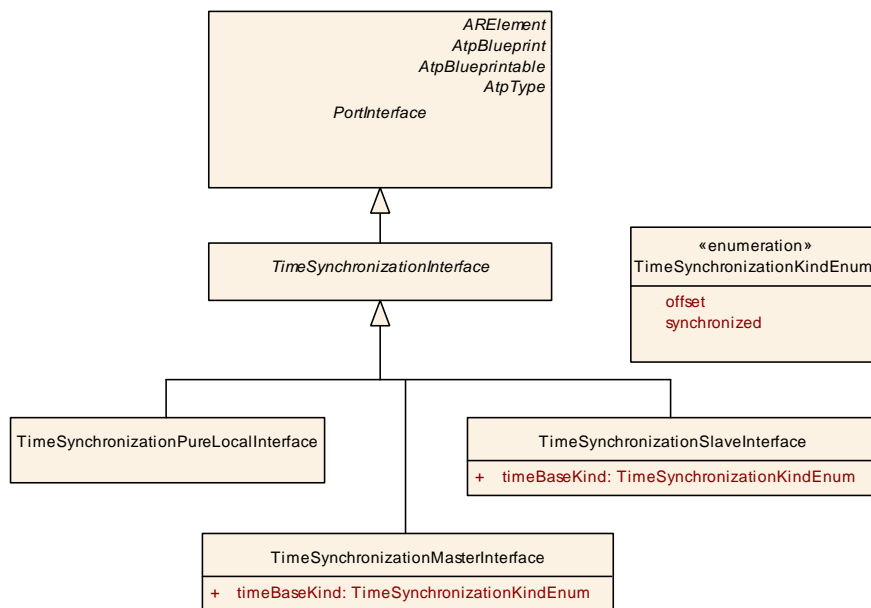 ARElement
AtpBlueprint
AtpBlueprintable
AtpType
PortInterface
TimeSynchronizationInterface
«enumeration»
TimeSynchronizationKindEnum
offset
synchronized
TimeSynchronizationPureLocalInterface
TimeSynchronizationSlaveInterface
+ timeBaseKind: TimeSynchronizationKindEnum
TimeSynchronizationMasterInterface
+ timeBaseKind: TimeSynchronizationKindEnum